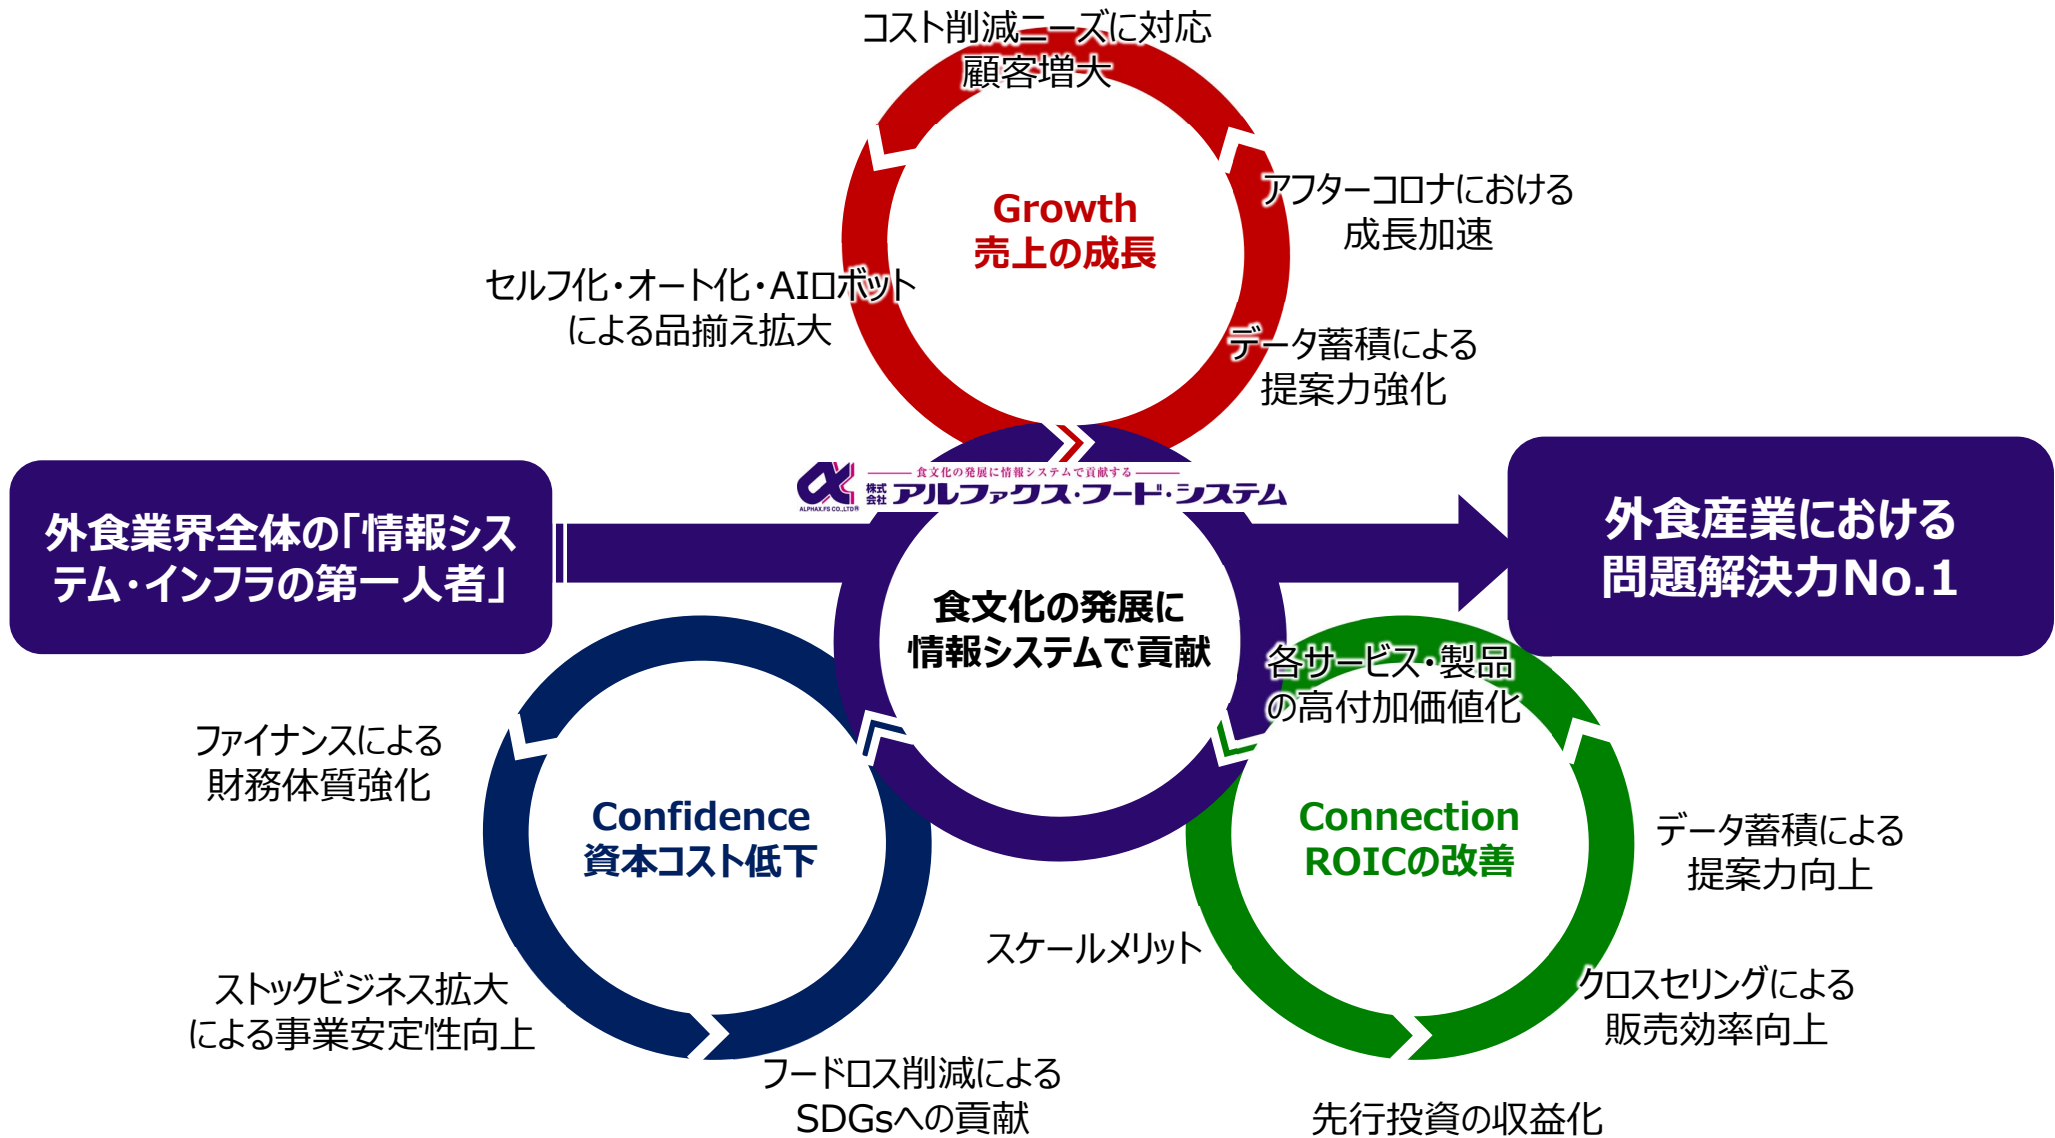 コスト削減ニーズに対応
顧客増大
Growth
売上の成長
アフターコロナにおける
成長加速
セルフ化・オート化・AIロボット
による品揃え拡大
データ蓄積による
提案力強化
食文化の発展に情報システムで貢献する
株式会社 アルファクス・フード・システム
ALPHAX.FS CO.,LTD®
外食業界全体の「情報シス
テム・インフラの第一人者」
外食産業における
問題解決力No.1
食文化の発展に
情報システムで貢献
各サービス・製品
の高付加価値化
ファイナンスによる
財務体質強化
Confidence
資本コスト低下
Connection
ROICの改善
データ蓄積による
提案力向上
スケールメリット
ストックビジネス拡大
による事業安定性向上
クロスセリングによる
販売効率向上
フードロス削減による
SDGsへの貢献
先行投資の収益化